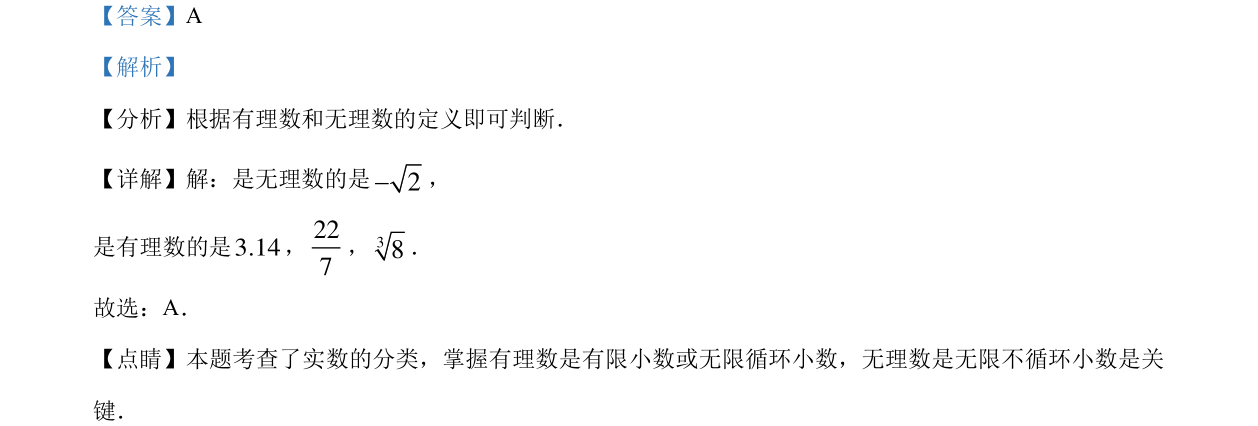 【答案】A
【解析】
【分析】根据有理数和无理数的定义即可判断．
【详解】解：是无理数的是$-\sqrt{2}$，
是有理数的是3.14，$\frac{22}{7}$，$\sqrt[3]{8}$．
故选：A．
【点睛】本题考查了实数的分类，掌握有理数是有限小数或无限循环小数，无理数是无限不循环小数是关
键．